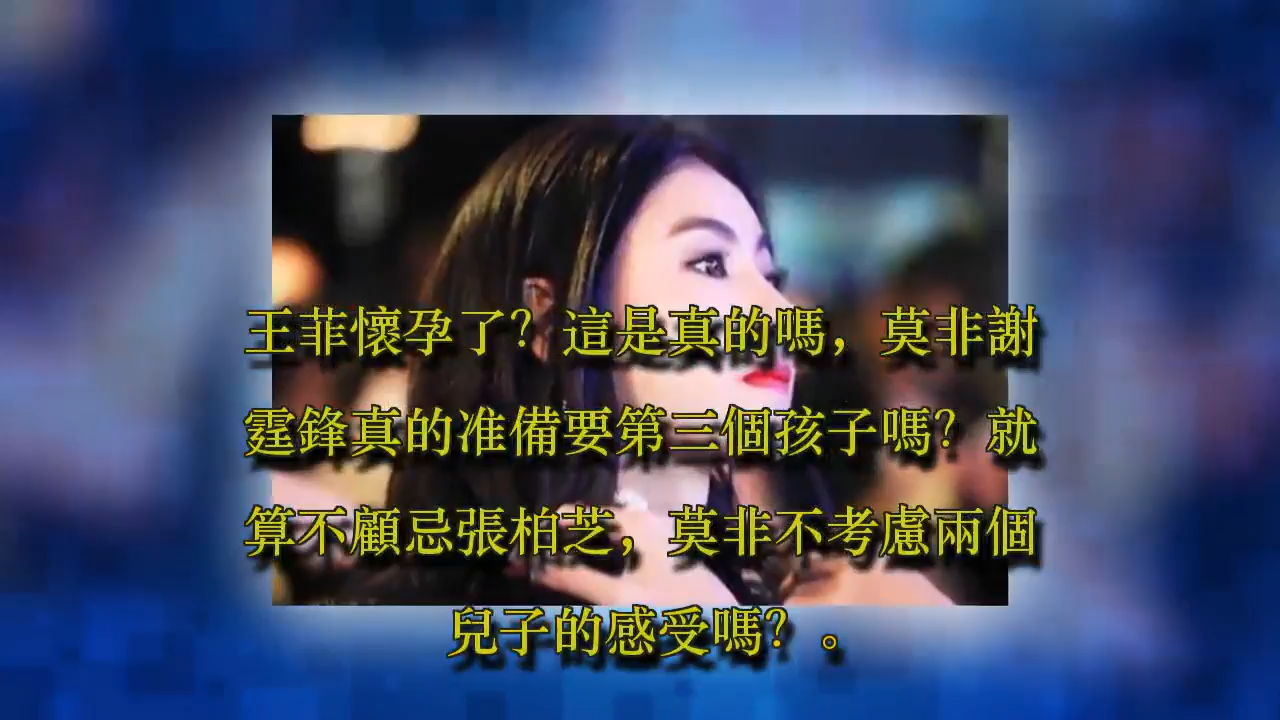 王菲懷孕了？這是真的嗎，莫非謝
霆鋒真的准備要第三個孩子嗎？就
算不顧忌張柏芝，莫非不考慮兩個
兒子的感受嗎？。